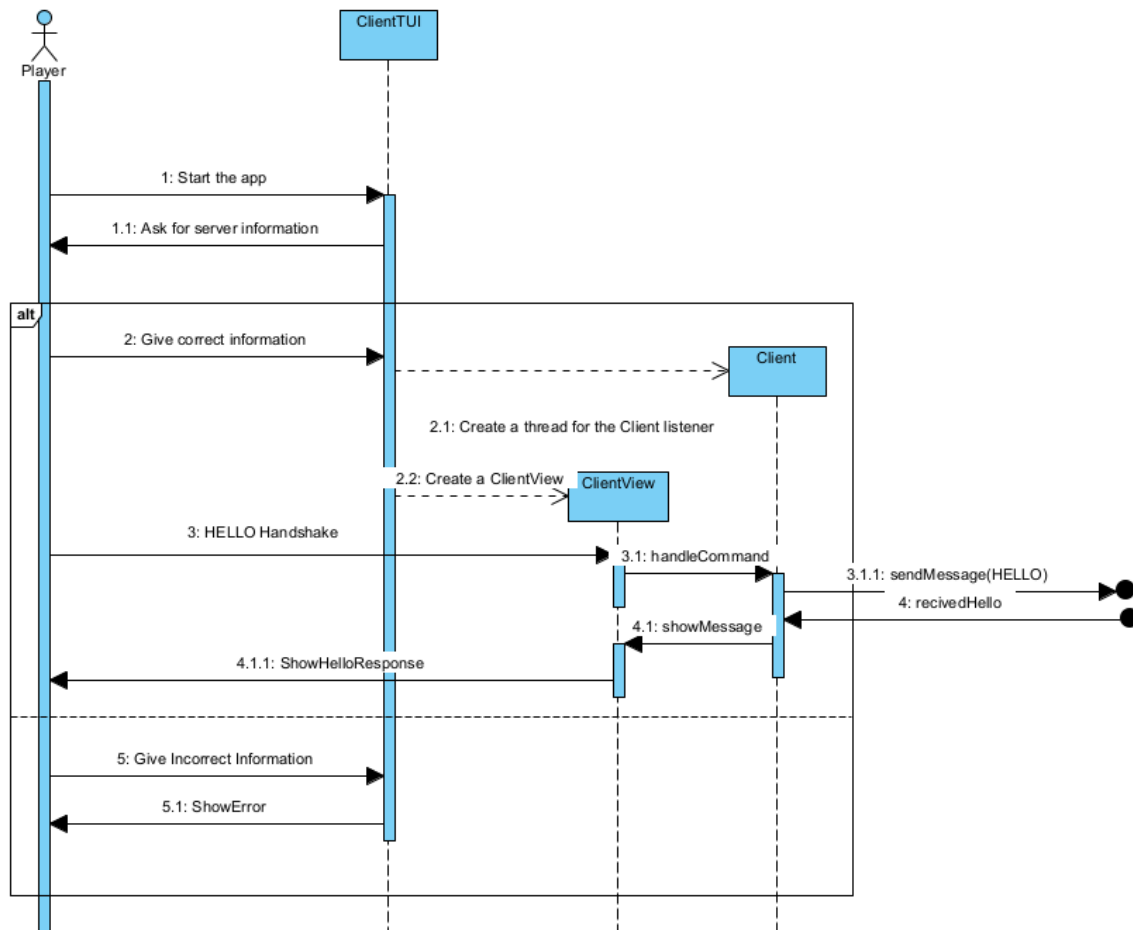 ClientTUI
Player
1: Start the app
1.1: Ask for server information
alt
2: Give correct information
Client
2.1: Create a thread for the Client listener
2.2: Create a ClientView
ClientView
3: HELLO Handshake
3.1: handleCommand
3.1.1: sendMessage(HELLO)
4: recivedHello
4.1: showMessage
4.1.1: ShowHelloResponse
5: Give Incorrect Information
5.1: ShowError